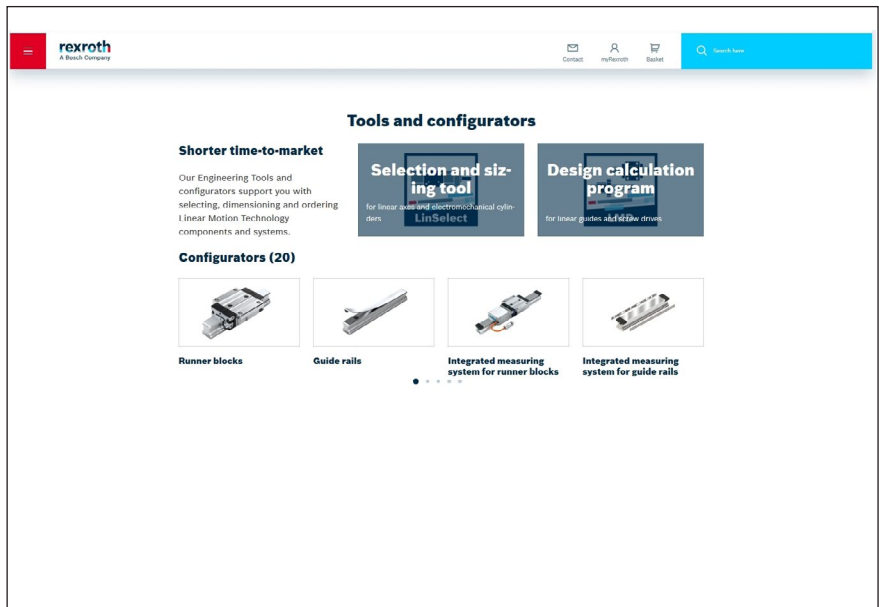 rexroth
A Bosch Company
Contact
myRexroth
Basket
Search here
Tools and configurators
Shorter time-to-market
Our Engineering Tools and
configurators support you with
selecting, dimensioning and ordering
Linear Motion Technology
components and systems.
Selection and siz-
ing tool
for linear axes and electromechanical cylin-
ders
LinSelect
Design calculation
program
for linear guides and screw drives
LMD
Configurators (20)
Runner blocks
Guide rails
Integrated measuring
system for runner blocks
Integrated measuring
system for guide rails